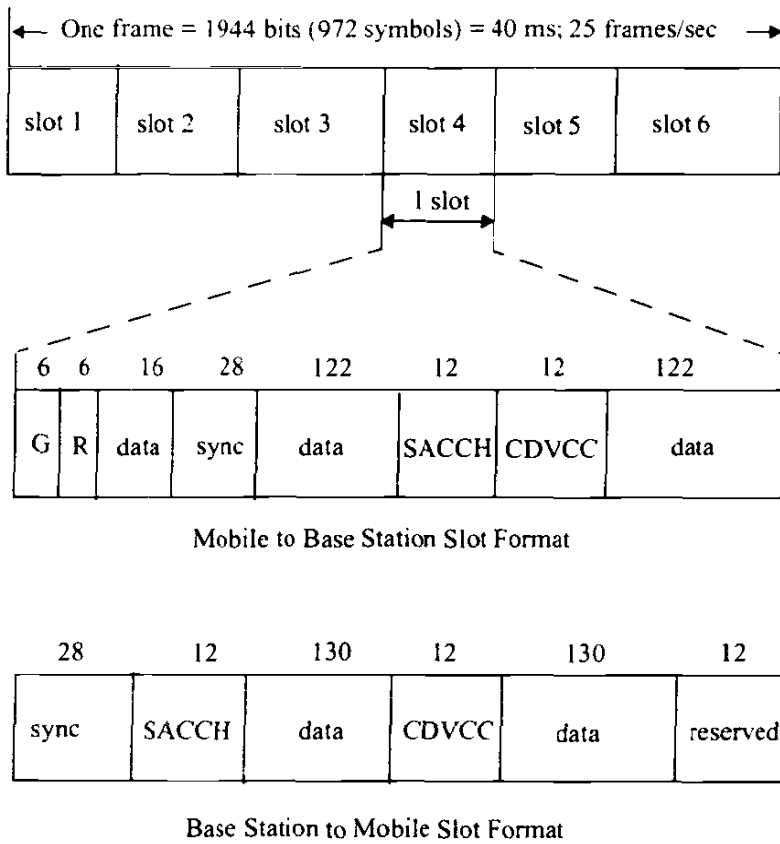 One frame = 1944 bits (972 symbols) = 40 ms; 25 frames/sec
slot 1 slot 2 slot 3 slot 4 slot 5 slot 6
1 slot
6 6 16 28 122 12 12 122
G R data sync data SACCH CDVCC data
Mobile to Base Station Slot Format
28 12 130 12 130 12
sync SACCH data CDVCC data reserved
Base Station to Mobile Slot Format